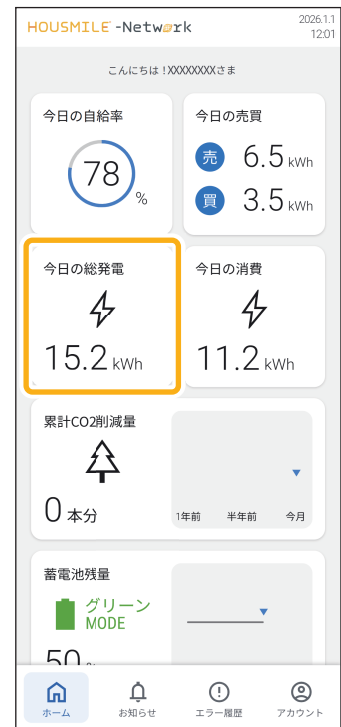 HOUSMILE-Network
2026.1.1
12:01
こんにちは！XXXXXXXXさま
今日の自給率
78
%
今日の売買
売 6.5 kWh
買 3.5 kWh
今日の総発電
15.2 kWh
今日の消費
11.2 kWh
累計CO2削減量
0 本分
1年前 半年前 今月
蓄電池残量
グリーン
MODE
50 %
ホーム お知らせ エラー履歴 アカウント